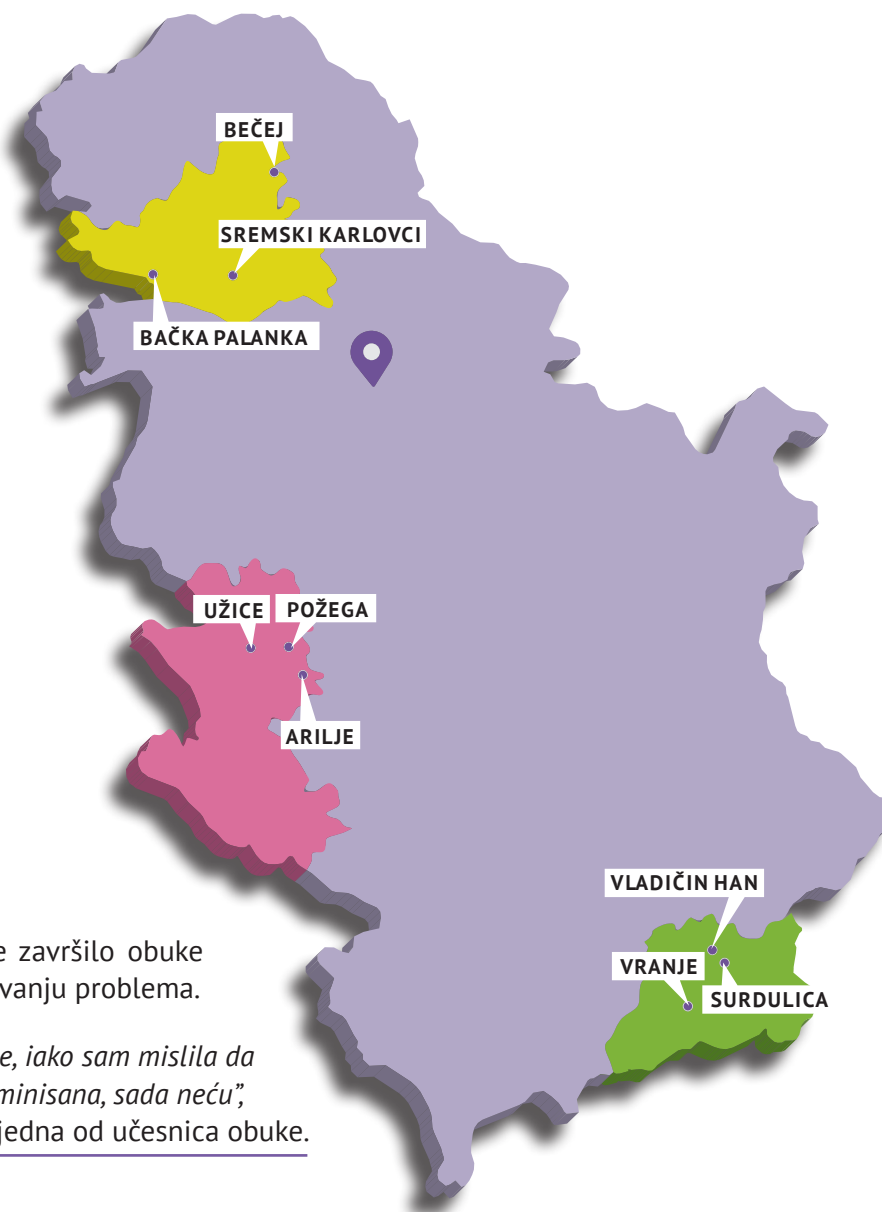 BEČEJ
SREMSKI KARLOVCI
BAČKA PALANKA
UŽICE
POŽEGA
ARILJE
VLADIČIN HAN
VRANJE
SURDULICA
e završilo obuke
vanju problema.
e, iako sam mislila da
minisana, sada neću”,
jedna od učesnica obuke.